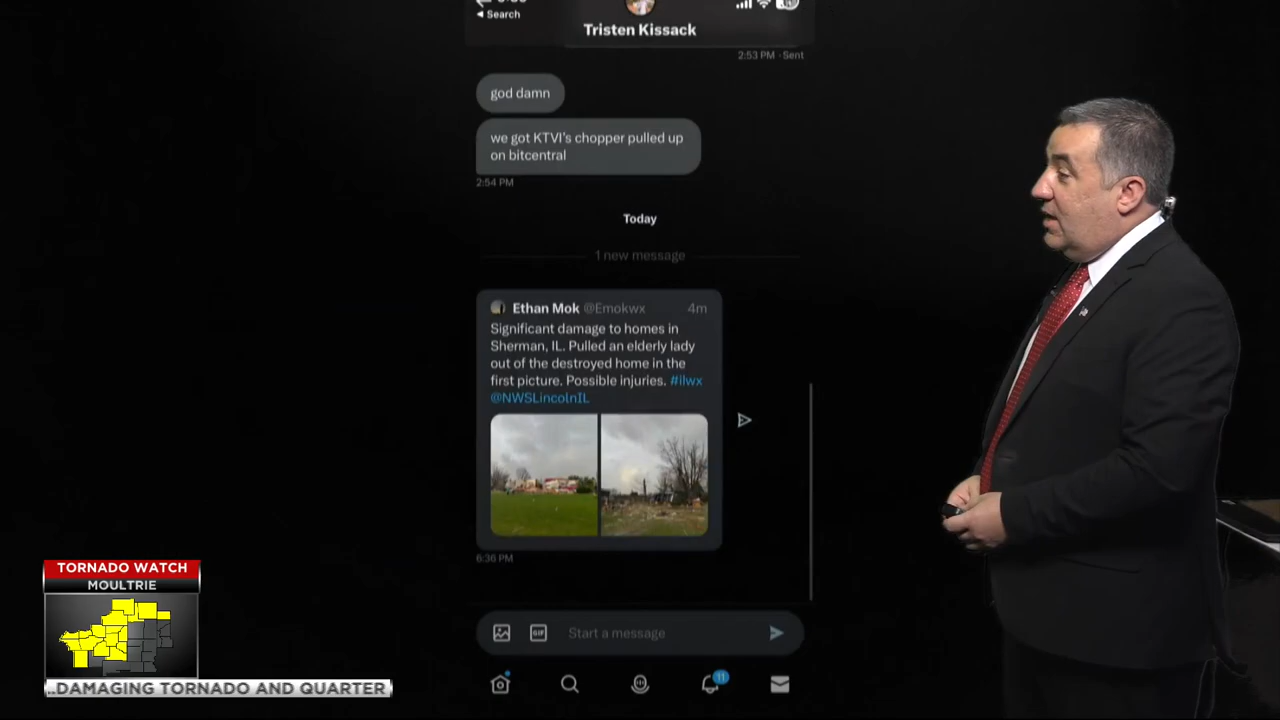 Search
Tristen Kissack
2:53 PM · Sent
god damn
we got KTVI's chopper pulled up
on bitcentral
2:54 PM
Today
1 new message
Ethan Mok @Emokwx 4m
Significant damage to homes in
Sherman, IL. Pulled an elderly lady
out of the destroyed home in the
first picture. Possible injuries. #ilwx
@NWSLincolnIL
6:36 PM
GIF
Start a message
11
TORNADO WATCH
MOULTRIE
..DAMAGING TORNADO AND QUARTER